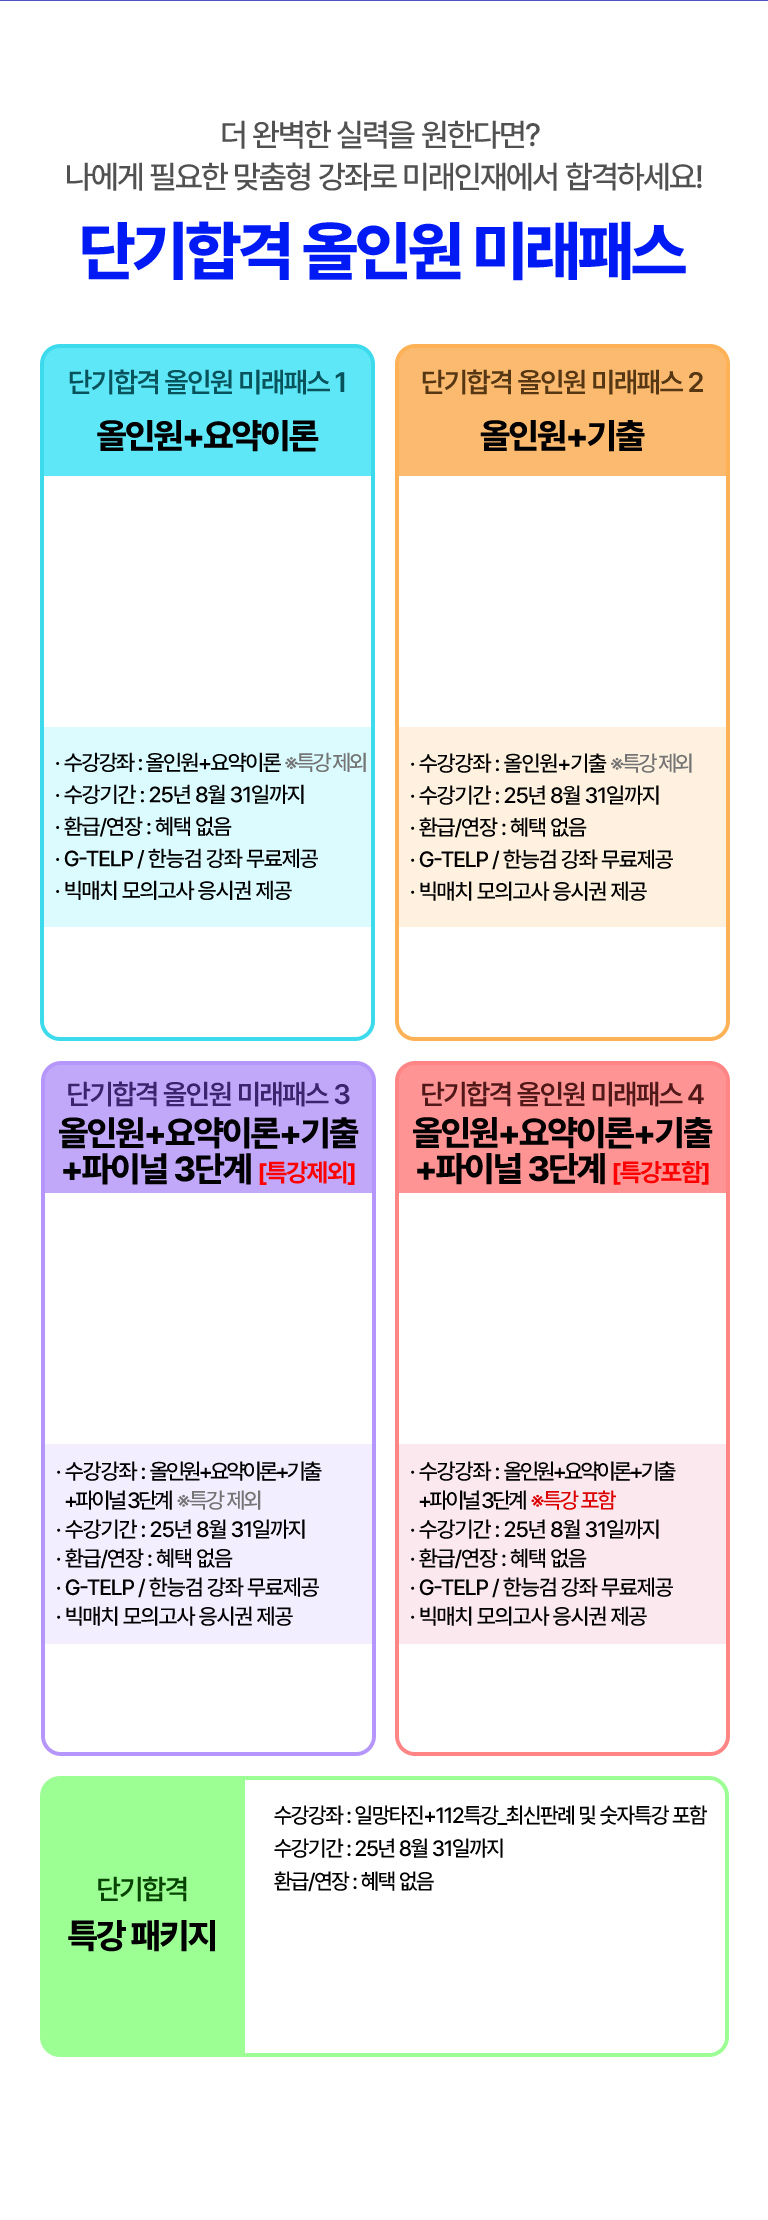 더 완벽한 실력을 원한다면?
나에게 필요한 맞춤형 강좌로 미래인재에서 합격하세요!
단기합격 올인원 미래패스
단기합격 올인원 미래패스 1
올인원+요약이론
· 수강강좌 : 올인원+요약이론 ※특강 제외
· 수강기간 : 25년 8월 31일까지
· 환급/연장 : 혜택 없음
· G-TELP / 한능검 강좌 무료제공
· 빅매치 모의고사 응시권 제공
단기합격 올인원 미래패스 2
올인원+기출
· 수강강좌 : 올인원+기출 ※특강 제외
· 수강기간 : 25년 8월 31일까지
· 환급/연장 : 혜택 없음
· G-TELP / 한능검 강좌 무료제공
· 빅매치 모의고사 응시권 제공
단기합격 올인원 미래패스 3
올인원+요약이론+기출
+파이널 3단계 [특강제외]
· 수강강좌 : 올인원+요약이론+기출
+파이널 3단계 ※특강 제외
· 수강기간 : 25년 8월 31일까지
· 환급/연장 : 혜택 없음
· G-TELP / 한능검 강좌 무료제공
· 빅매치 모의고사 응시권 제공
단기합격 올인원 미래패스 4
올인원+요약이론+기출
+파이널 3단계 [특강포함]
· 수강강좌 : 올인원+요약이론+기출
+파이널 3단계 ※특강 포함
· 수강기간 : 25년 8월 31일까지
· 환급/연장 : 혜택 없음
· G-TELP / 한능검 강좌 무료제공
· 빅매치 모의고사 응시권 제공
단기합격
특강 패키지
수강강좌 : 일망타진+112특강_최신판례 및 숫자특강 포함
수강기간 : 25년 8월 31일까지
환급/연장 : 혜택 없음